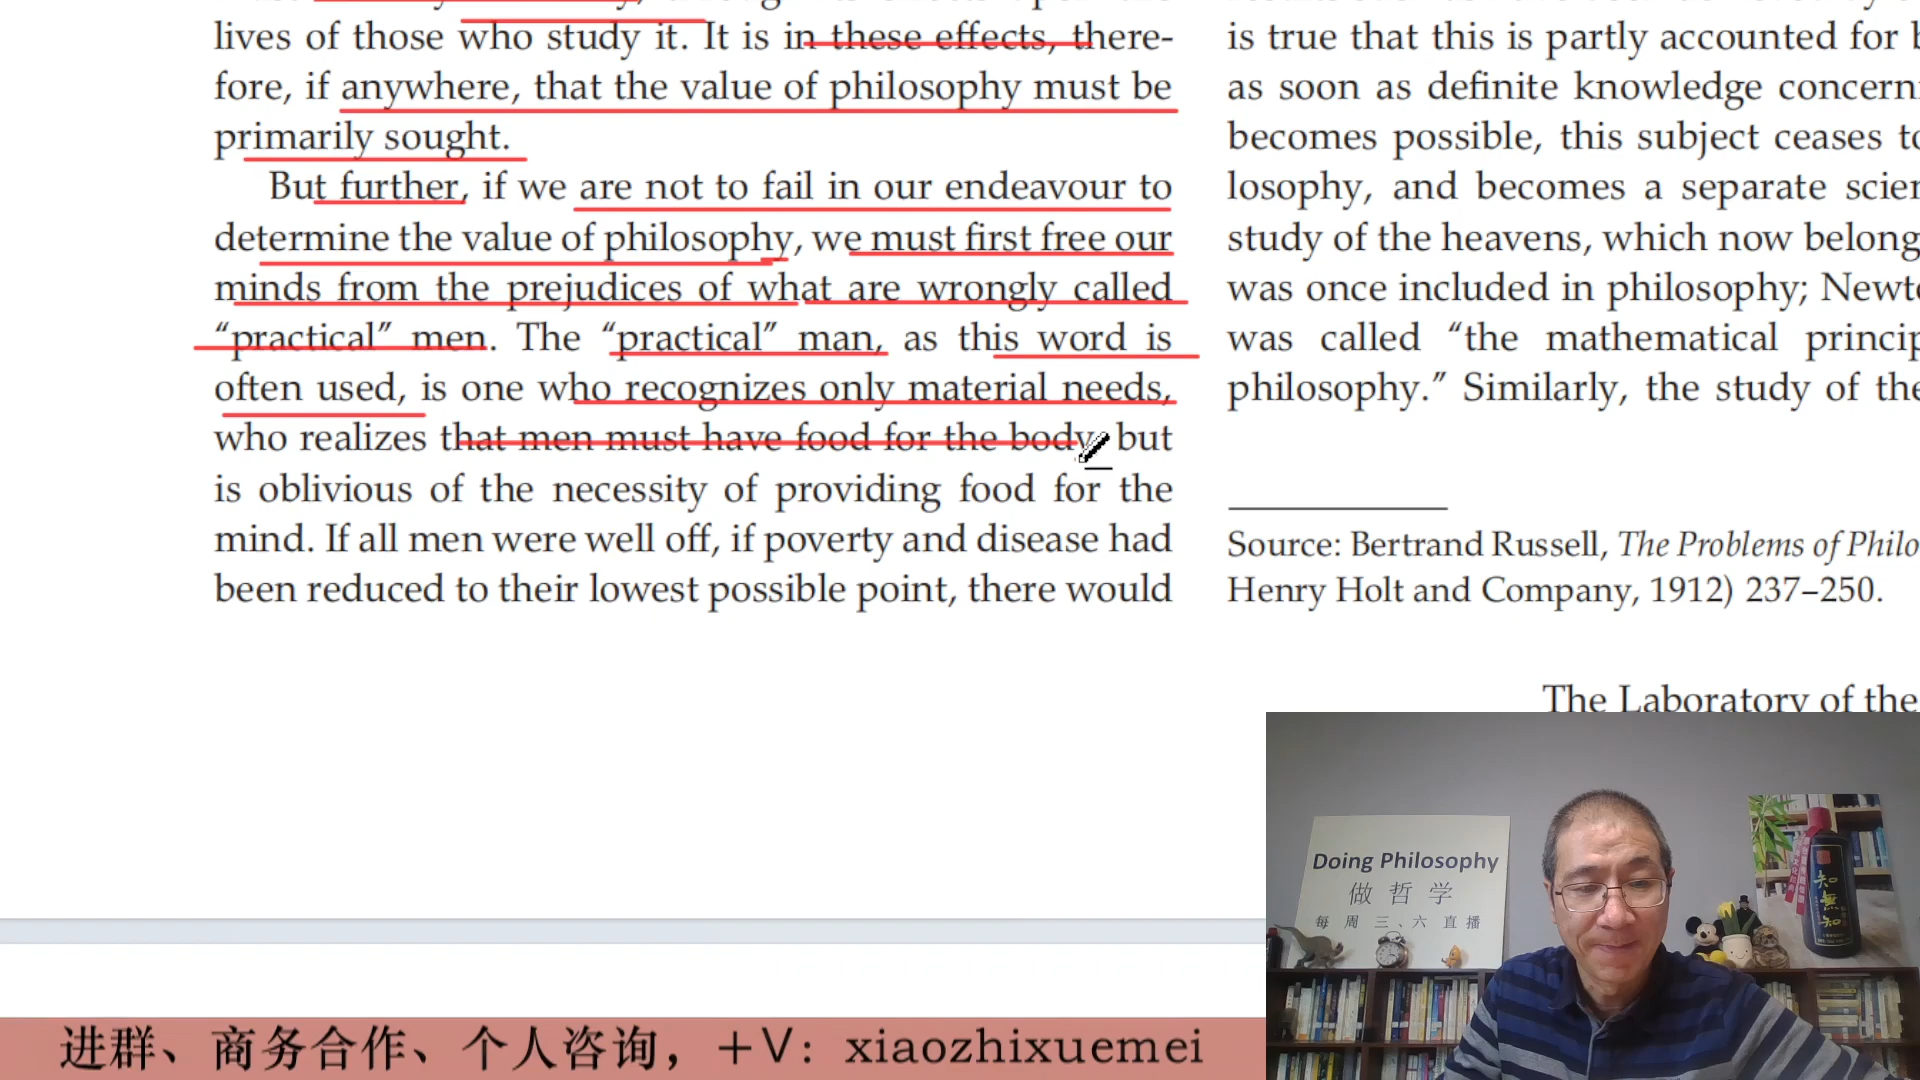 lives of those who study it. It is in these effects, there-
fore, if anywhere, that the value of philosophy must be
primarily sought.
But further, if we are not to fail in our endeavour to
determine the value of philosophy, we must first free our
minds from the prejudices of what are wrongly called
“practical” men. The “practical” man, as this word is
often used, is one who recognizes only material needs,
who realizes that men must have food for the body, but
is oblivious of the necessity of providing food for the
mind. If all men were well off, if poverty and disease had
been reduced to their lowest possible point, there would
is true that this is partly accounted for
as soon as definite knowledge concerni
becomes possible, this subject ceases to
losophy, and becomes a separate scien
study of the heavens, which now belong
was once included in philosophy; Newto
was called “the mathematical princip
philosophy.” Similarly, the study of the
Source: Bertrand Russell, The Problems of Philo
Henry Holt and Company, 1912) 237–250.
The Laboratory of the
Doing Philosophy
做哲学
每周三、六直播
知無知
进群、商务合作、个人咨询，+V：xiaozhixuemei